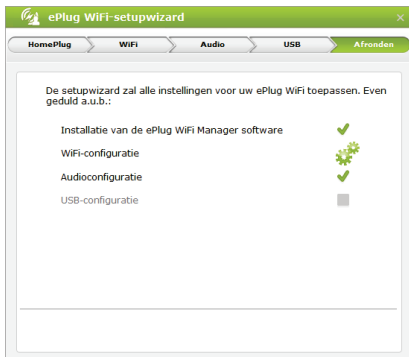 ePlug WiFi-setupwizard
HomePlug WiFi Audio USB Afronden
De setupwizard zal alle instellingen voor uw ePlug WiFi toepassen. Even
geduld a.u.b.:
Installatie van de ePlug WiFi Manager software
WiFi-configuratie
Audioconfiguratie
USB-configuratie